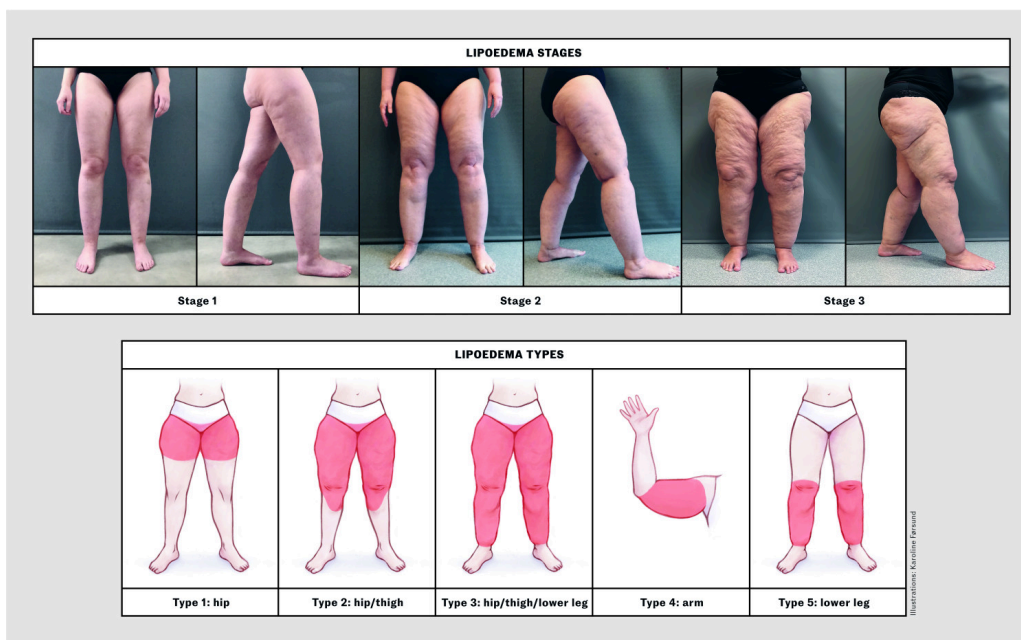 LIPOEDEMA STAGES
Stage 1
Stage 2
Stage 3
LIPOEDEMA TYPES
Type 1: hip
Type 2: hip/thigh
Type 3: hip/thigh/lower leg
Type 4: arm
Type 5: lower leg
Illustrations: Karoline Førsund